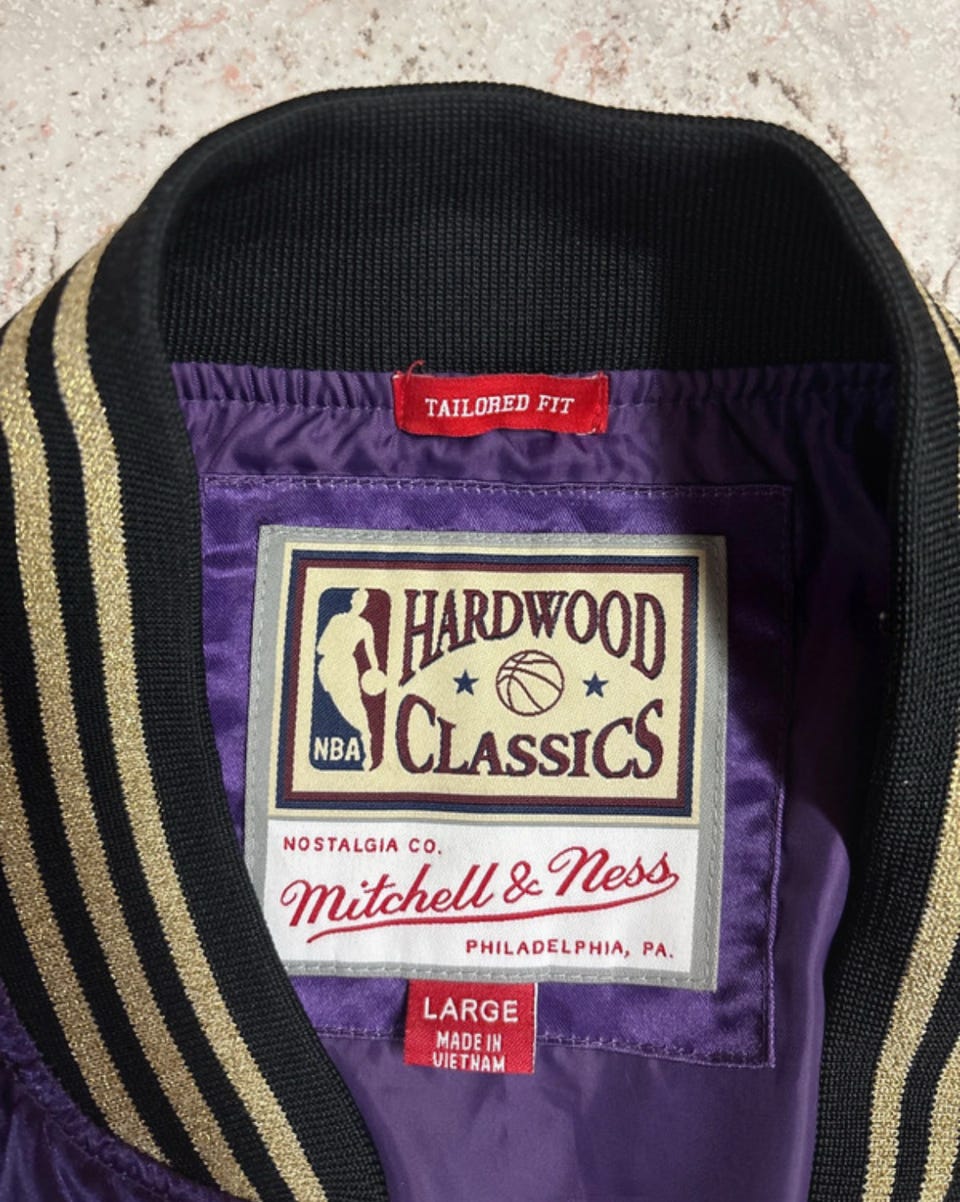 TAILORED FIT
HARDWOOD
CLASSICS
NBA
NOSTALGIA CO.
Mitchell & Ness
PHILADELPHIA, PA.
LARGE
MADE IN
VIETNAM